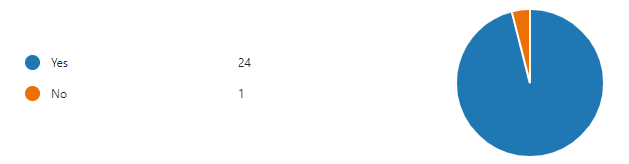 Yes 24
No 1